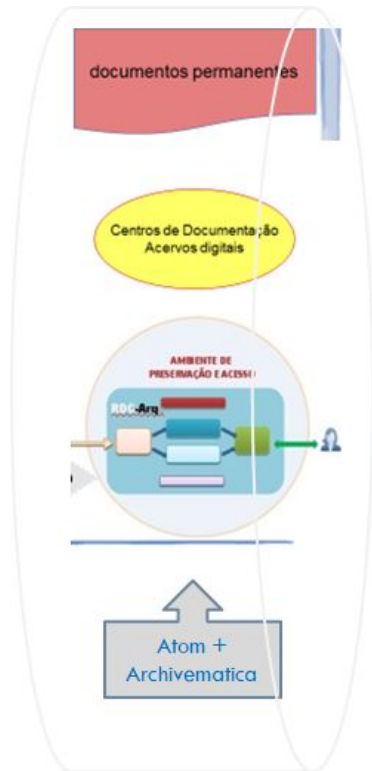 documentos permanentes
Centros de Documentação
Acervos digitais
AMBIENTE DE
PRESERVAÇÃO E ACESSO
RDC-Arq
Atom +
Archivematica